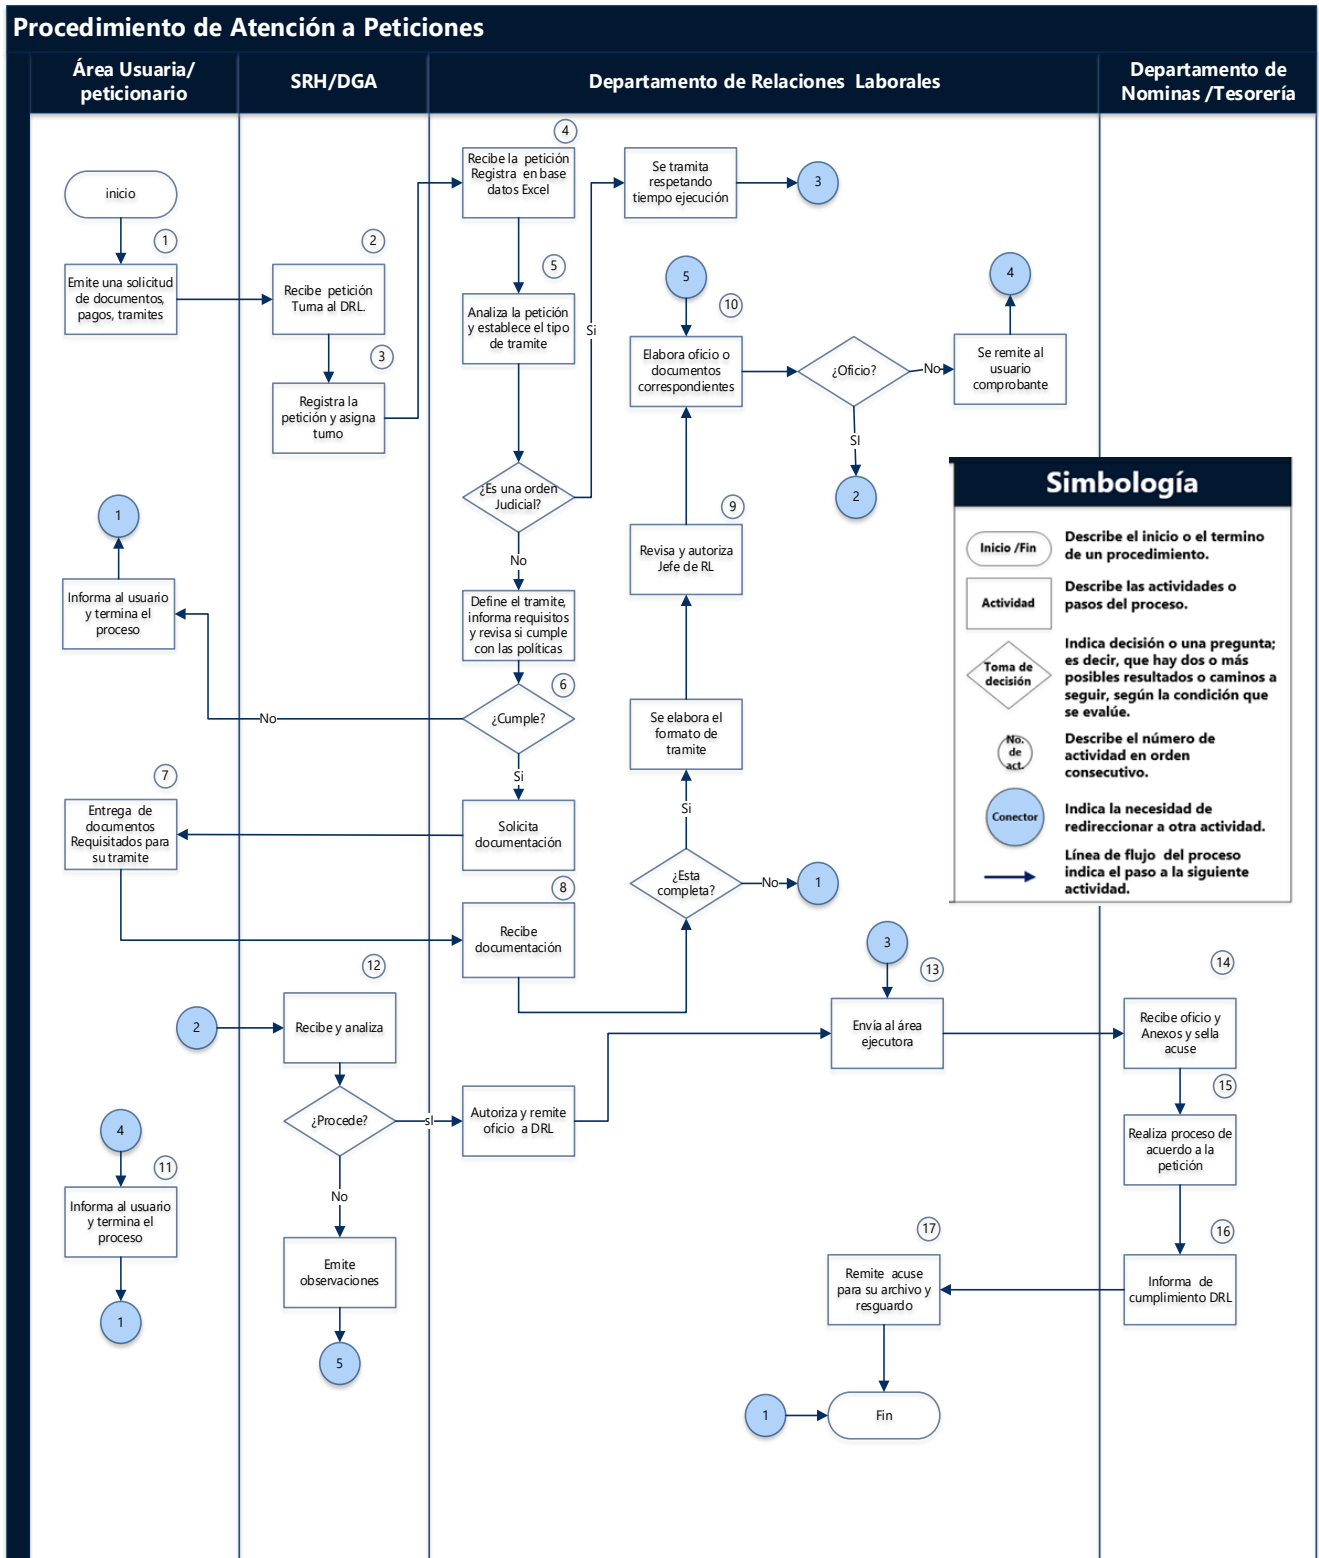 Procedimiento de Atención a Peticiones
Área Usuaria/
peticionario
SRH/DGA
Departamento de Relaciones Laborales
Departamento de
Nominas /Tesorería
inicio
1
Emite una solicitud
de documentos,
pagos, tramites
2
Recibe petición
Turna al DRL.
3
Registra la
petición y asigna
turno
4
Recibe la petición
Registra en base
datos Excel
5
Analiza la petición
y establece el tipo
de tramite
¿Es una orden
Judicial?
Si
Se tramita
respetando
tiempo ejecución
3
No
Define el tramite,
informa requisitos
y revisa si cumple
con las políticas
6
¿Cumple?
No
Informa al usuario
y termina el
proceso
1
Si
Solicita
documentación
7
Entrega de
documentos
Requisitados para
su tramite
8
Recibe
documentación
¿Esta
completa?
No
1
Si
Se elabora el
formato de
tramite
9
Revisa y autoriza
Jefe de RL
5
10
Elabora oficio o
documentos
correspondientes
¿Oficio?
No
Se remite al
usuario
comprobante
4
SI
2
Simbología
Inicio /Fin
Describe el inicio o el termino
de un procedimiento.
Actividad
Describe las actividades o
pasos del proceso.
Toma de
decisión
Indica decisión o una pregunta;
es decir, que hay dos o más
posibles resultados o caminos a
seguir, según la condición que
se evalúe.
No.
de
act.
Describe el número de
actividad en orden
consecutivo.
Conector
Indica la necesidad de
redireccionar a otra actividad.
Línea de flujo del proceso
indica el paso a la siguiente
actividad.
2
12
Recibe y analiza
¿Procede?
sI
Autoriza y remite
oficio a DRL
No
Emite
observaciones
5
4
11
Informa al usuario
y termina el
proceso
1
3
13
Envía al área
ejecutora
14
Recibe oficio y
Anexos y sella
acuse
15
Realiza proceso de
acuerdo a la
petición
16
Informa de
cumplimiento DRL
17
Remite acuse
para su archivo y
resguardo
1
Fin